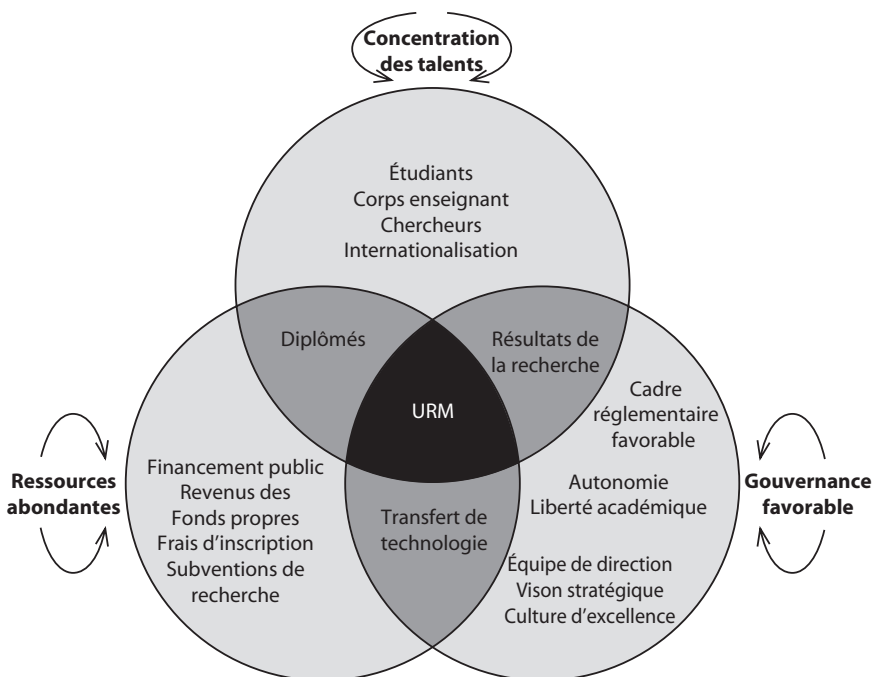 Concentration
des talents
Étudiants
Corps enseignant
Chercheurs
Internationalisation
Diplômés
Résultats de
la recherche
URM
Cadre
réglementaire
favorable
Ressources
abondantes
Financement public
Revenus des
Fonds propres
Frais d’inscription
Subventions de
recherche
Transfert de
technologie
Autonomie
Liberté académique
Équipe de direction
Vison stratégique
Culture d’excellence
Gouvernance
favorable